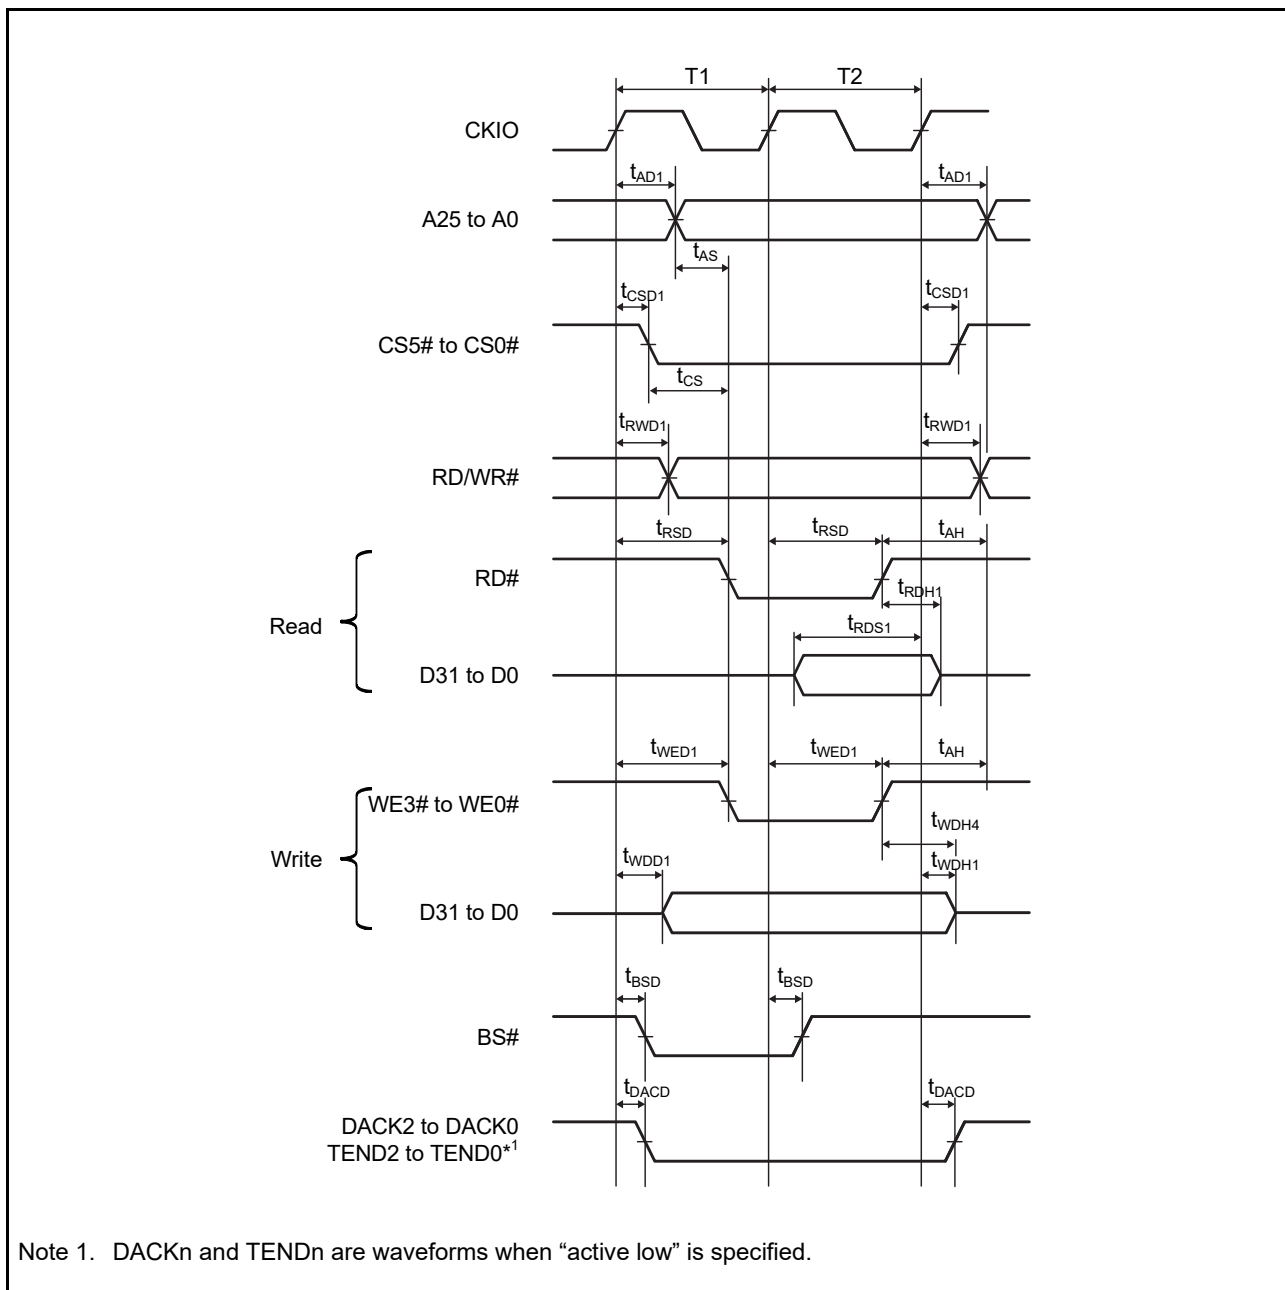 T1 T2
CKIO
tAD1 tAD1
A25 to A0
tAS
tCSD1 tCSD1
CS5# to CS0#
tCS
tRWD1 tRWD1
RD/WR#
tRSD tRSD tAH
RD#
tRDH1
Read
tRDS1
D31 to D0
tWED1 tWED1 tAH
WE3# to WE0#
tWDH4
Write
tWDD1 tWDH1
D31 to D0
tBSD tBSD
BS#
tDACD tDACD
DACK2 to DACK0
TEND2 to TEND0*1
Note 1. DACKn and TENDn are waveforms when “active low” is specified.